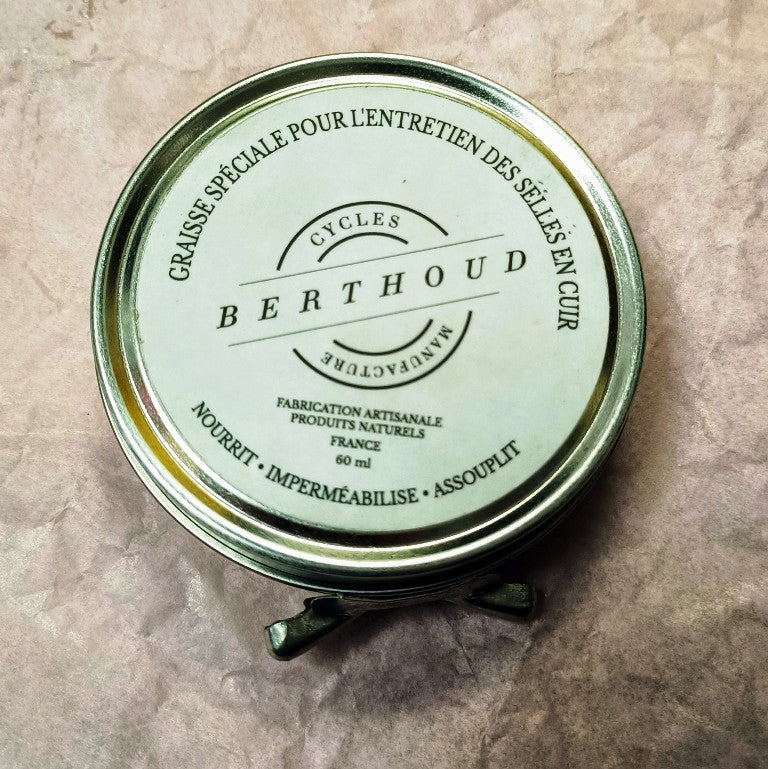 GRAISSE SPÉCIALE POUR L'ENTRETIEN DES SELLES EN CUIR
CYCLES
BERTHOUD
MANUFACTURE
FABRICATION ARTISANALE
PRODUITS NATURELS
FRANCE
60 ml
NOURRIT • IMPERMÉABILISE • ASSOUPLIT